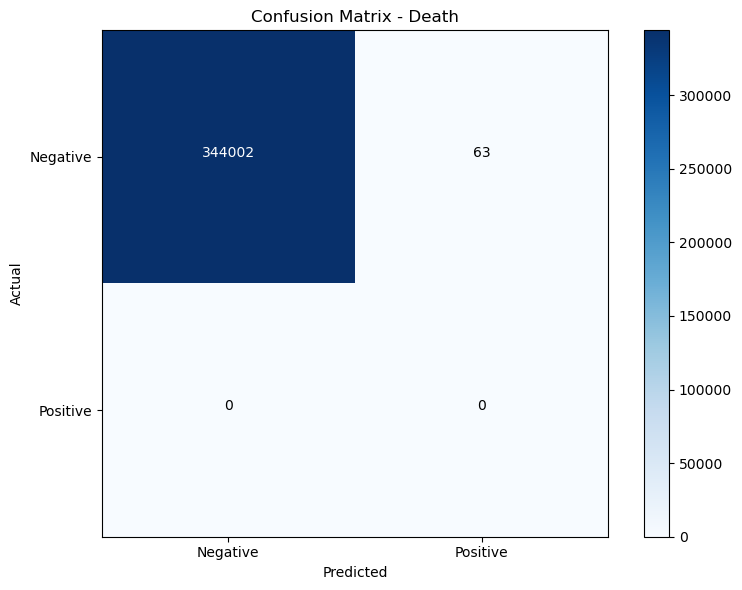 Confusion Matrix - Death
Actual
Negative
Positive
344002
63
0
0
Negative
Positive
Predicted
300000
250000
200000
150000
100000
50000
0